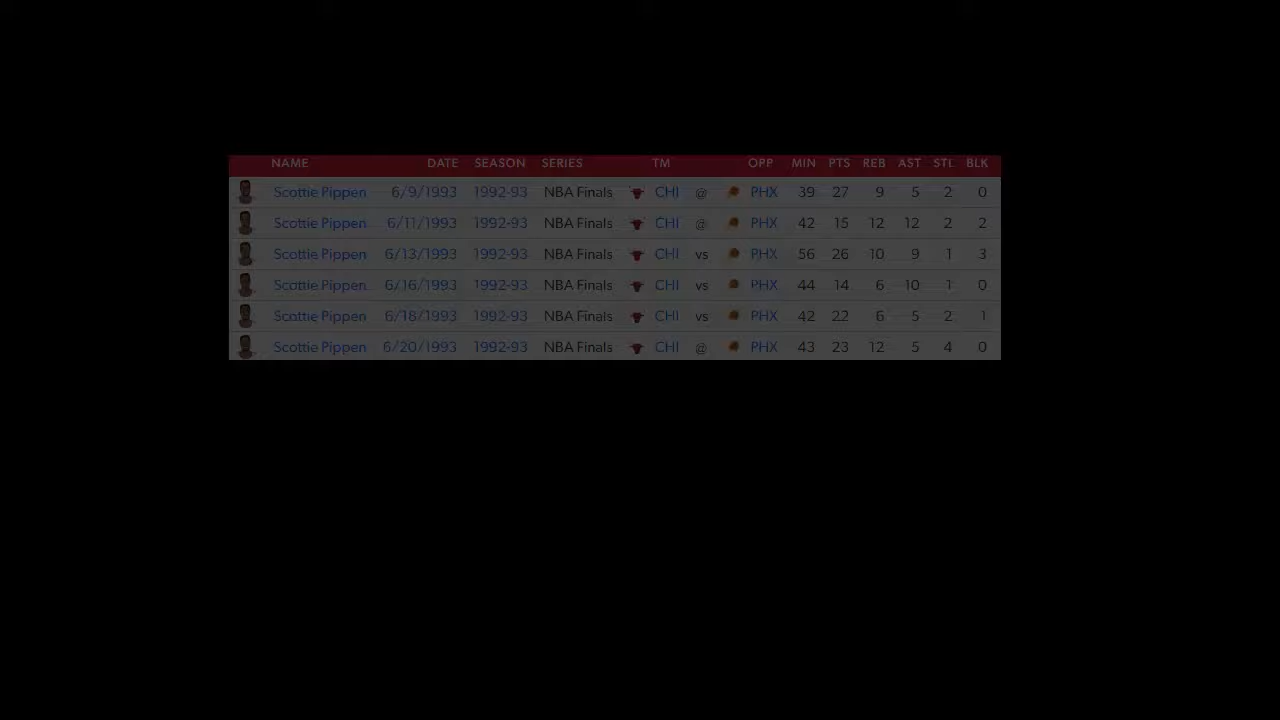 NAME DATE SEASON SERIES TM OPP MIN PTS REB AST STL BLK
Scottie Pippen 6/9/1993 1992-93 NBA Finals CHI @ PHX 39 27 9 5 2 0
Scottie Pippen 6/11/1993 1992-93 NBA Finals CHI @ PHX 42 15 12 12 2 2
Scottie Pippen 6/13/1993 1992-93 NBA Finals CHI vs PHX 56 26 10 9 1 3
Scottie Pippen 6/16/1993 1992-93 NBA Finals CHI vs PHX 44 14 6 10 1 0
Scottie Pippen 6/18/1993 1992-93 NBA Finals CHI vs PHX 42 22 6 5 2 1
Scottie Pippen 6/20/1993 1992-93 NBA Finals CHI @ PHX 43 23 12 5 4 0